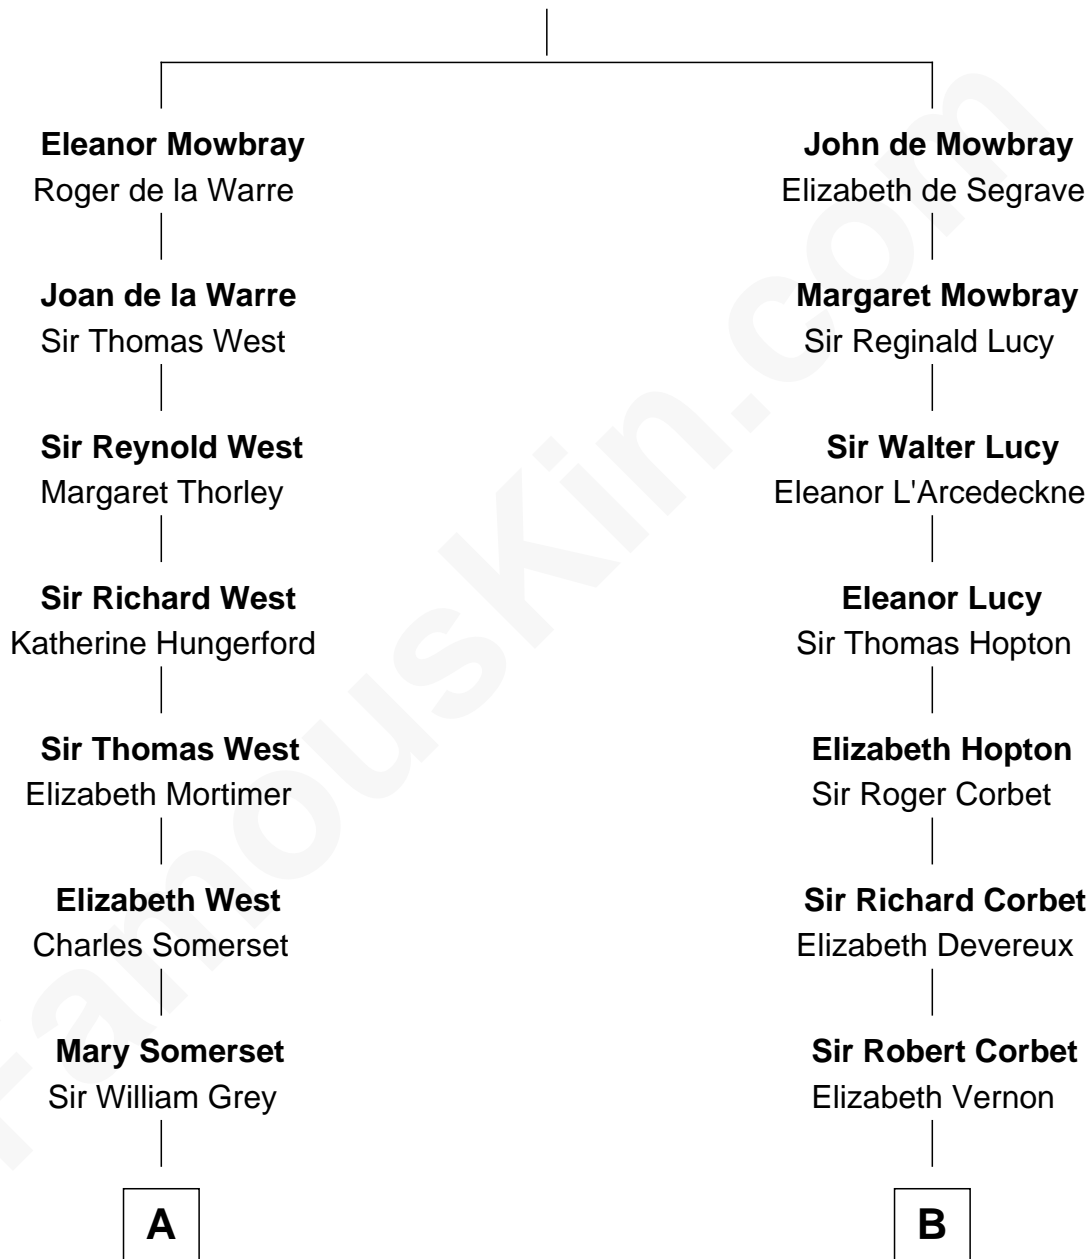 Eleanor Mowbray
Roger de la Warre
John de Mowbray
Elizabeth de Segrave
Joan de la Warre
Sir Thomas West
Margaret Mowbray
Sir Reginald Lucy
Sir Reynold West
Margaret Thorley
Sir Walter Lucy
Eleanor L'Arcedeckne
Sir Richard West
Katherine Hungerford
Eleanor Lucy
Sir Thomas Hopton
Sir Thomas West
Elizabeth Mortimer
Elizabeth Hopton
Sir Roger Corbet
Elizabeth West
Charles Somerset
Sir Richard Corbet
Elizabeth Devereux
Mary Somerset
Sir William Grey
Sir Robert Corbet
Elizabeth Vernon
A
B
FamousKin.com